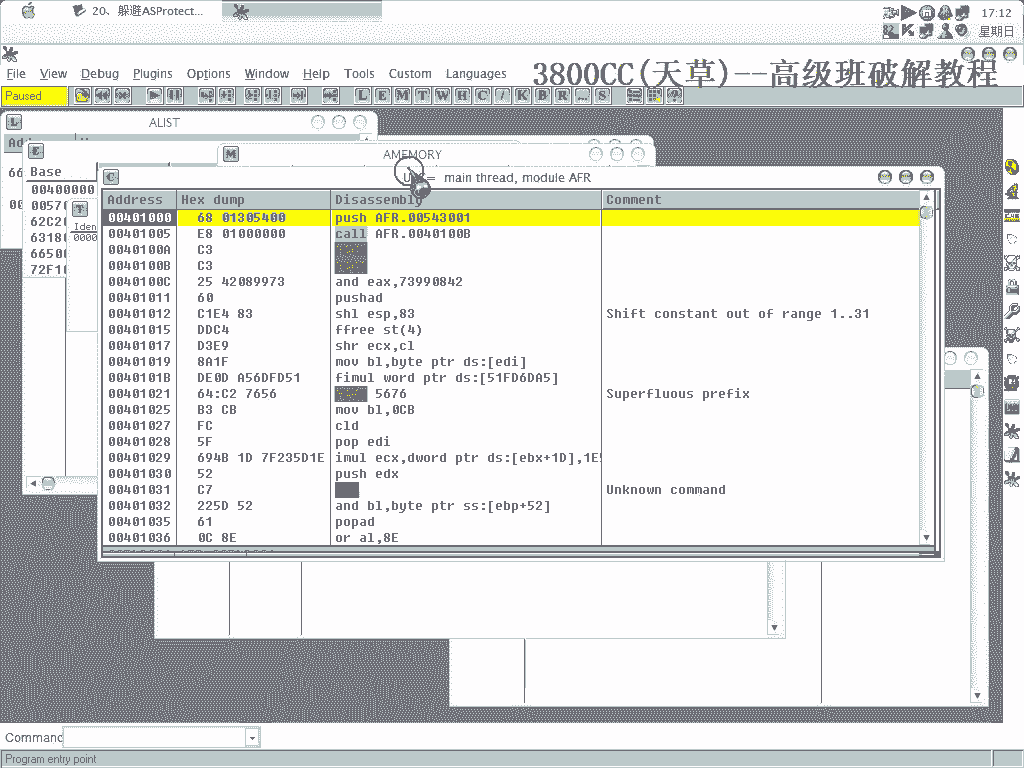 20、躲避ASProtect...
17:12
星期日
File View Debug Plugins Options Window Help Tools Custom Languages
3800CC(天草)--高级班破解教程
Paused
L E M T W H C / K B R ... S
ALIST
AMEMORY
main thread, module AFR
Base
00400000
62C2
6318
6650
72F1
Iden
0000
Address Hex dump Disassembly Comment
00401000 68 01305400 push AFR.00543001
00401005 E8 01000000 call AFR.0040100B
0040100A C3
0040100B C3
0040100C 25 42089973 and eax,73990842
00401011 60 pushad
00401012 C1E4 83 shl esp,83 Shift constant out of range 1..31
00401015 DDC4 ffree st(4)
00401017 D3E9 shr ecx,cl
00401019 8A1F mov bl,byte ptr ds:[edi]
0040101B DE0D A56DFD51 fimul word ptr ds:[51FD6DA5]
00401021 64:C2 7656 5676 Superfluous prefix
00401025 B3 CB mov bl,0CB
00401027 FC cld
00401028 5F pop edi
00401029 694B 1D 7F235D1E imul ecx,dword ptr ds:[ebx+1D],1E
00401030 52 push edx
00401031 C7 Unknown command
00401032 225D 52 and bl,byte ptr ss:[ebp+52]
00401035 61 popad
00401036 0C 8E or al,8E
Command
Program entry point